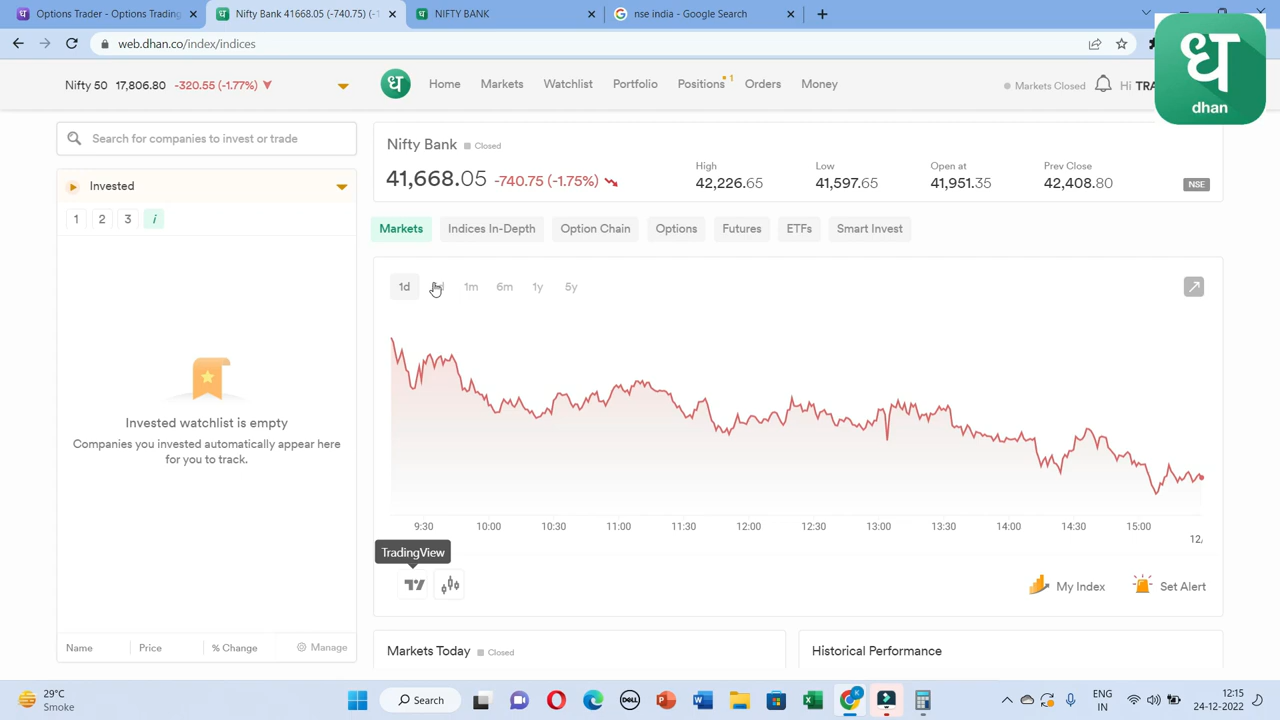 Options Trader - Options Trading
Nifty Bank 41668.05 (-740.75) (-1
NIFTY BANK
nse india - Google Search
web.dhan.co/index/indices
Nifty 50 17,806.80 -320.55 (-1.77%)
ध
Home Markets Watchlist Portfolio Positions 1 Orders Money
Markets Closed
Hi TRA
ध
dhan
Search for companies to invest or trade
Invested
1 2 3 i
Invested watchlist is empty
Companies you invested automatically appear here
for you to track.
Name Price % Change Manage
Nifty Bank Closed
41,668.05 -740.75 (-1.75%)
High Low Open at Prev Close
42,226.65 41,597.65 41,951.35 42,408.80
NSE
Markets Indices In-Depth Option Chain Options Futures ETFs Smart Invest
1d 1m 6m 1y 5y
9:30 10:00 10:30 11:00 11:30 12:00 12:30 13:00 13:30 14:00 14:30 15:00
12/
TradingView
My Index Set Alert
Markets Today Closed
Historical Performance
29°C
Smoke
Search
DELL
ENG
IN
12:15
24-12-2022